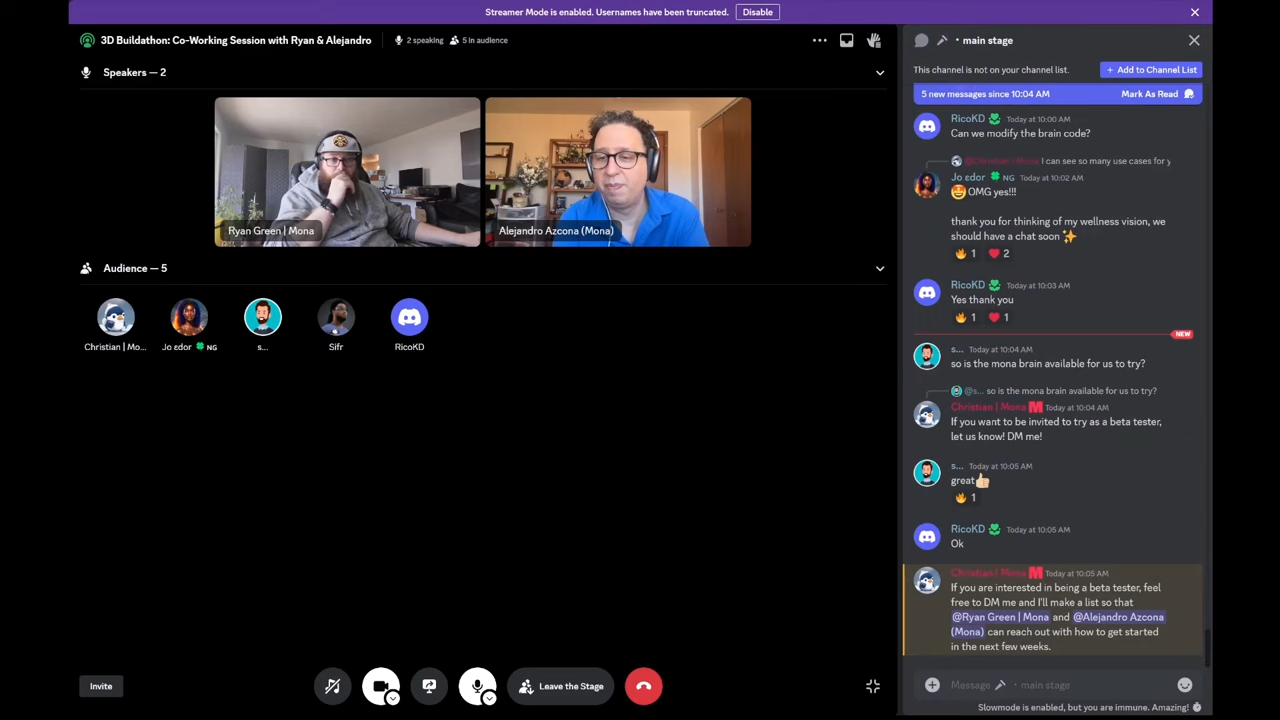 Streamer Mode is enabled. Usernames have been truncated. Disable
3D Buildathon: Co-Working Session with Ryan & Alejandro 2 speaking 5 in audience
Speakers — 2
Ryan Green | Mona
Alejandro Azcona (Mona)
Audience — 5
Christian | Mo...
Jo εdor NG
s...
Sifr
RicoKD
Invite
Leave the Stage
• main stage
This channel is not on your channel list.
+ Add to Channel List
5 new messages since 10:04 AM Mark As Read
RicoKD Today at 10:00 AM
Can we modify the brain code?
@Christian | Mona I can see so many use cases for y
Jo εdor NG Today at 10:02 AM
OMG yes!!!
thank you for thinking of my wellness vision, we
should have a chat soon
1 2
RicoKD Today at 10:03 AM
Yes thank you
1 1
NEW
s... Today at 10:04 AM
so is the mona brain available for us to try?
@s... so is the mona brain available for us to try?
Christian | Mona M Today at 10:04 AM
If you want to be invited to try as a beta tester,
let us know! DM me!
s... Today at 10:05 AM
great
1
RicoKD Today at 10:05 AM
Ok
Christian | Mona M Today at 10:05 AM
If you are interested in being a beta tester, feel
free to DM me and I'll make a list so that
@Ryan Green | Mona and @Alejandro Azcona
(Mona) can reach out with how to get started
in the next few weeks.
Message • main stage
Slowmode is enabled, but you are immune. Amazing!